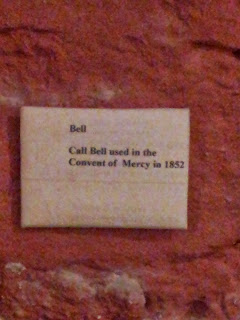 Bell
Call Bell used in the
Convent of Mercy in 1852